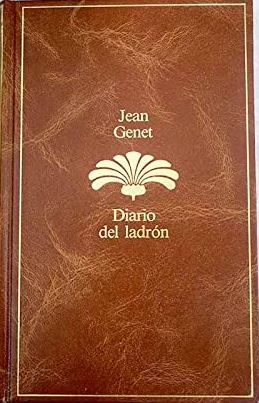 Jean
Genet
Diario
del ladrón